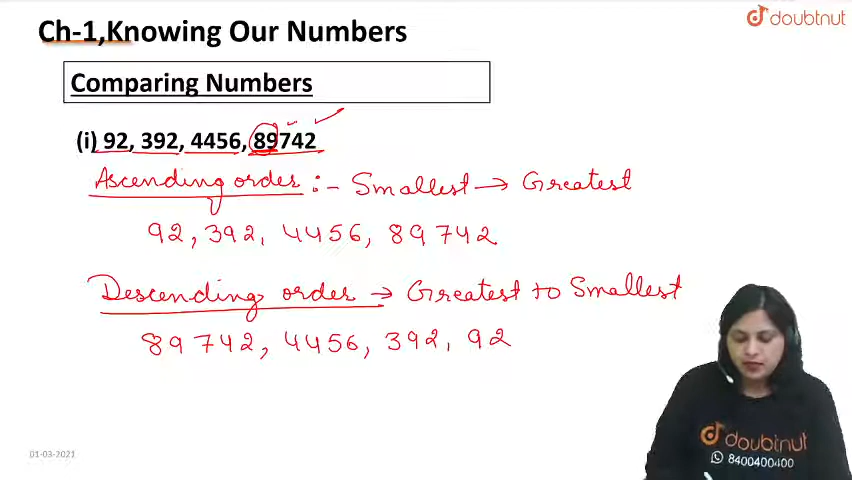 Ch-1,Knowing Our Numbers
doubtnut
Comparing Numbers
(i) 92, 392, 4456, 89742
Ascending order :- Smallest → Greatest
92, 392, 4456, 89742
Descending order → Greatest to Smallest
89742, 4456, 392, 92
doubtnut
8400400400
01-03-2021